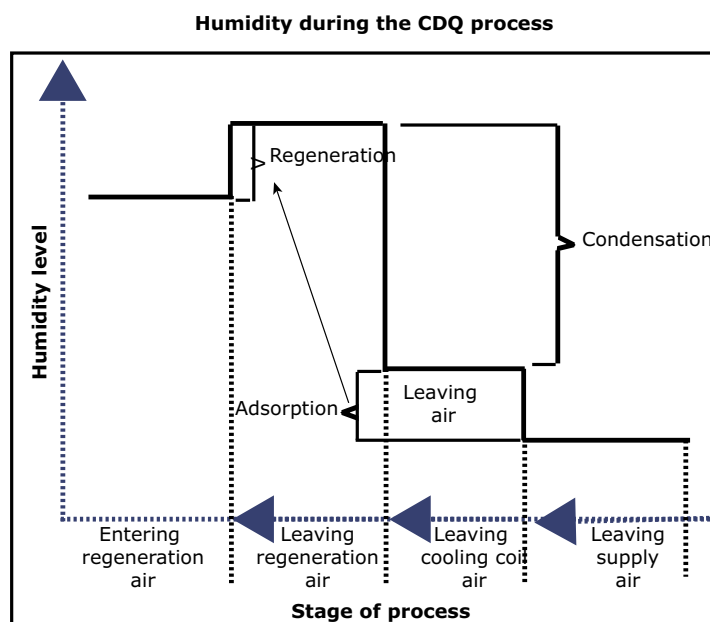 Humidity during the CDQ process
Regeneration
Condensation
Humidity level
Adsorption
Leaving
air
Entering
regeneration
air
Leaving
regeneration
air
Leaving
cooling coil
air
Leaving
supply
air
Stage of process